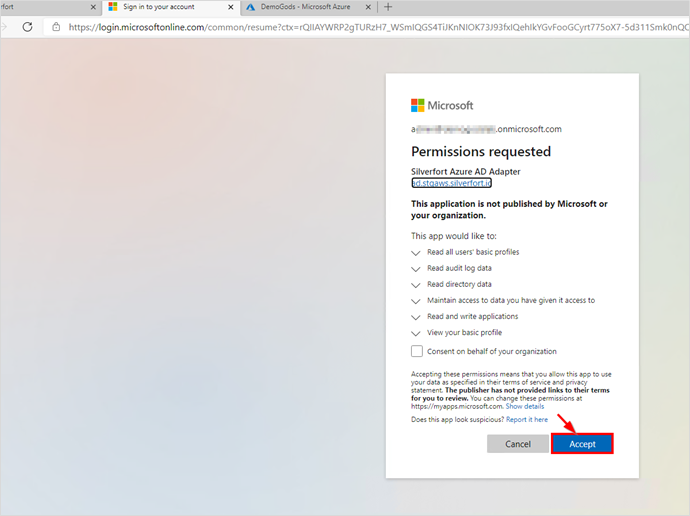 rfort
Sign in to your account
DemoGods - Microsoft Azure
https://login.microsoftonline.com/common/resume?ctx=
Microsoft
.onmicrosoft.com
Permissions requested
Silverfort Azure AD Adapter
ad.stgaws.silverfort.io
This application is not published by Microsoft or
your organization.
This app would like to:
Read all users' basic profiles
Read audit log data
Read directory data
Maintain access to data you have given it access to
Read and write applications
View your basic profile
Consent on behalf of your organization
Accepting these permissions means that you allow this app to use
your data as specified in their terms of service and privacy
statement. The publisher has not provided links to their terms
for you to review. You can change these permissions at
https://myapps.microsoft.com. Show details
Does this app look suspicious? Report it here
Cancel
Accept